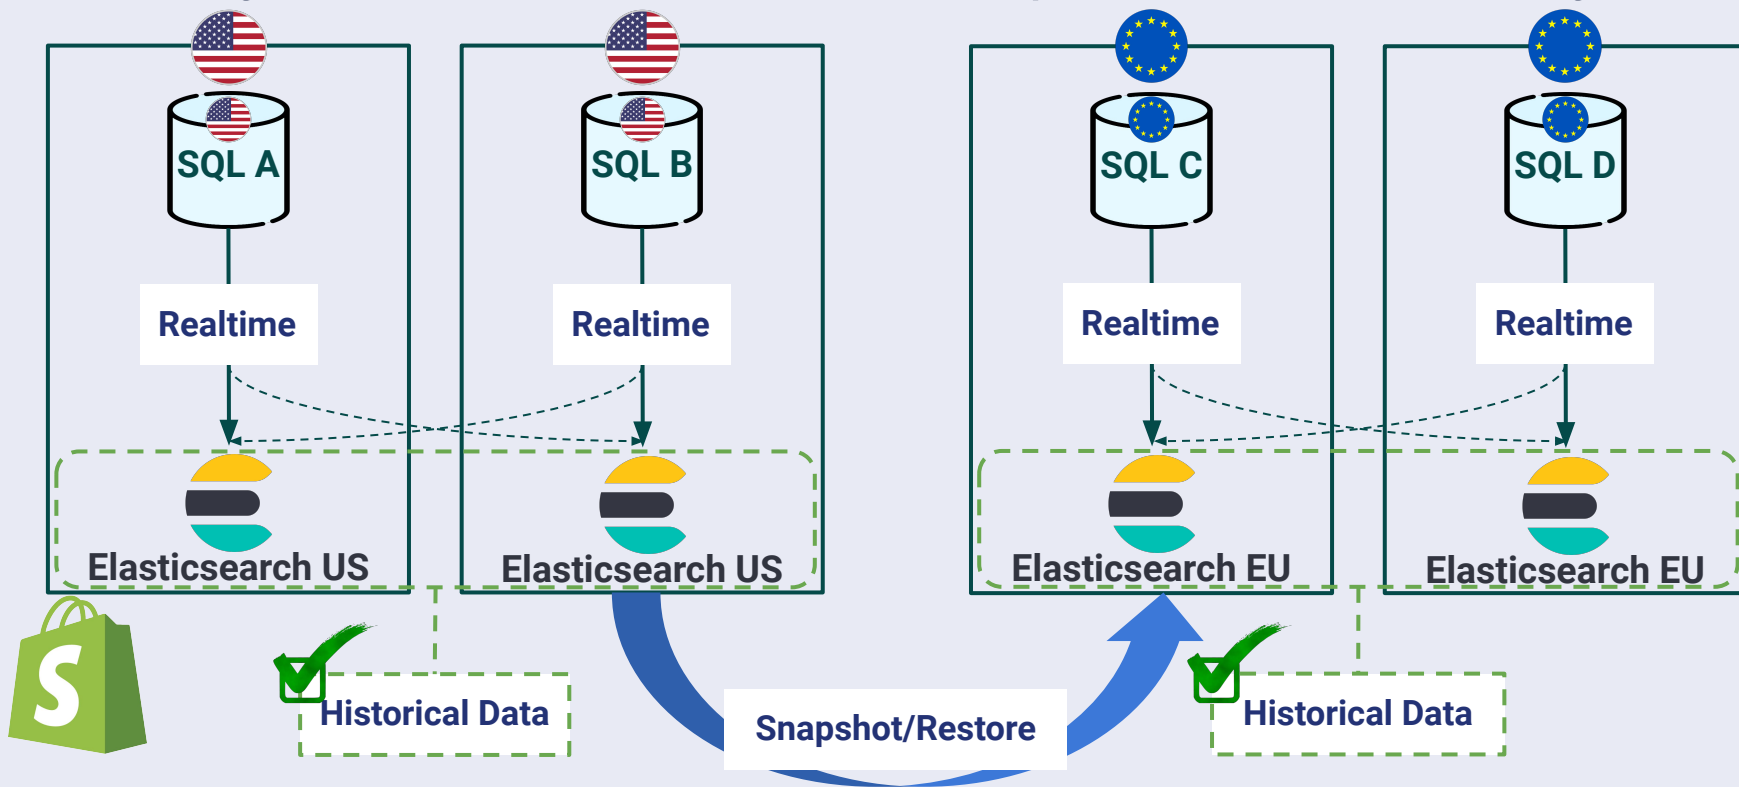 SQL A
SQL B
SQL C
SQL D
Realtime
Realtime
Realtime
Realtime
Elasticsearch US
Elasticsearch US
Elasticsearch EU
Elasticsearch EU
Historical Data
Snapshot/Restore
Historical Data